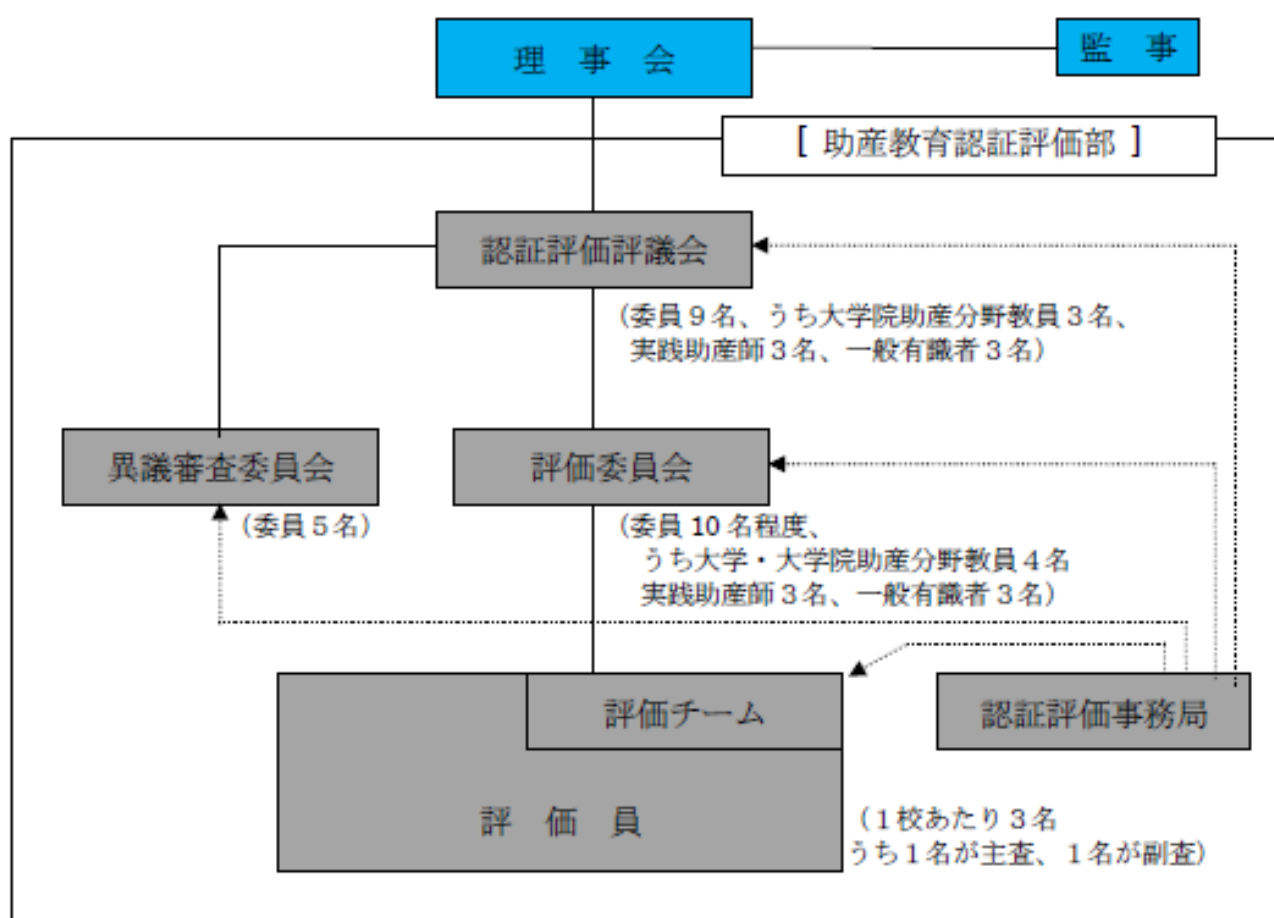 理 事 会
監 事
[ 助産教育認証評価部 ]
認証評価評議会
(委員９名、うち大学院助産分野教員３名、
実践助産師３名、一般有識者３名)
異議審査委員会
(委員５名)
評価委員会
(委員 10 名程度、
うち大学・大学院助産分野教員４名
実践助産師３名、一般有識者３名)
評価チーム
認証評価事務局
評 価 員
(１校あたり３名
うち１名が主査、１名が副査)